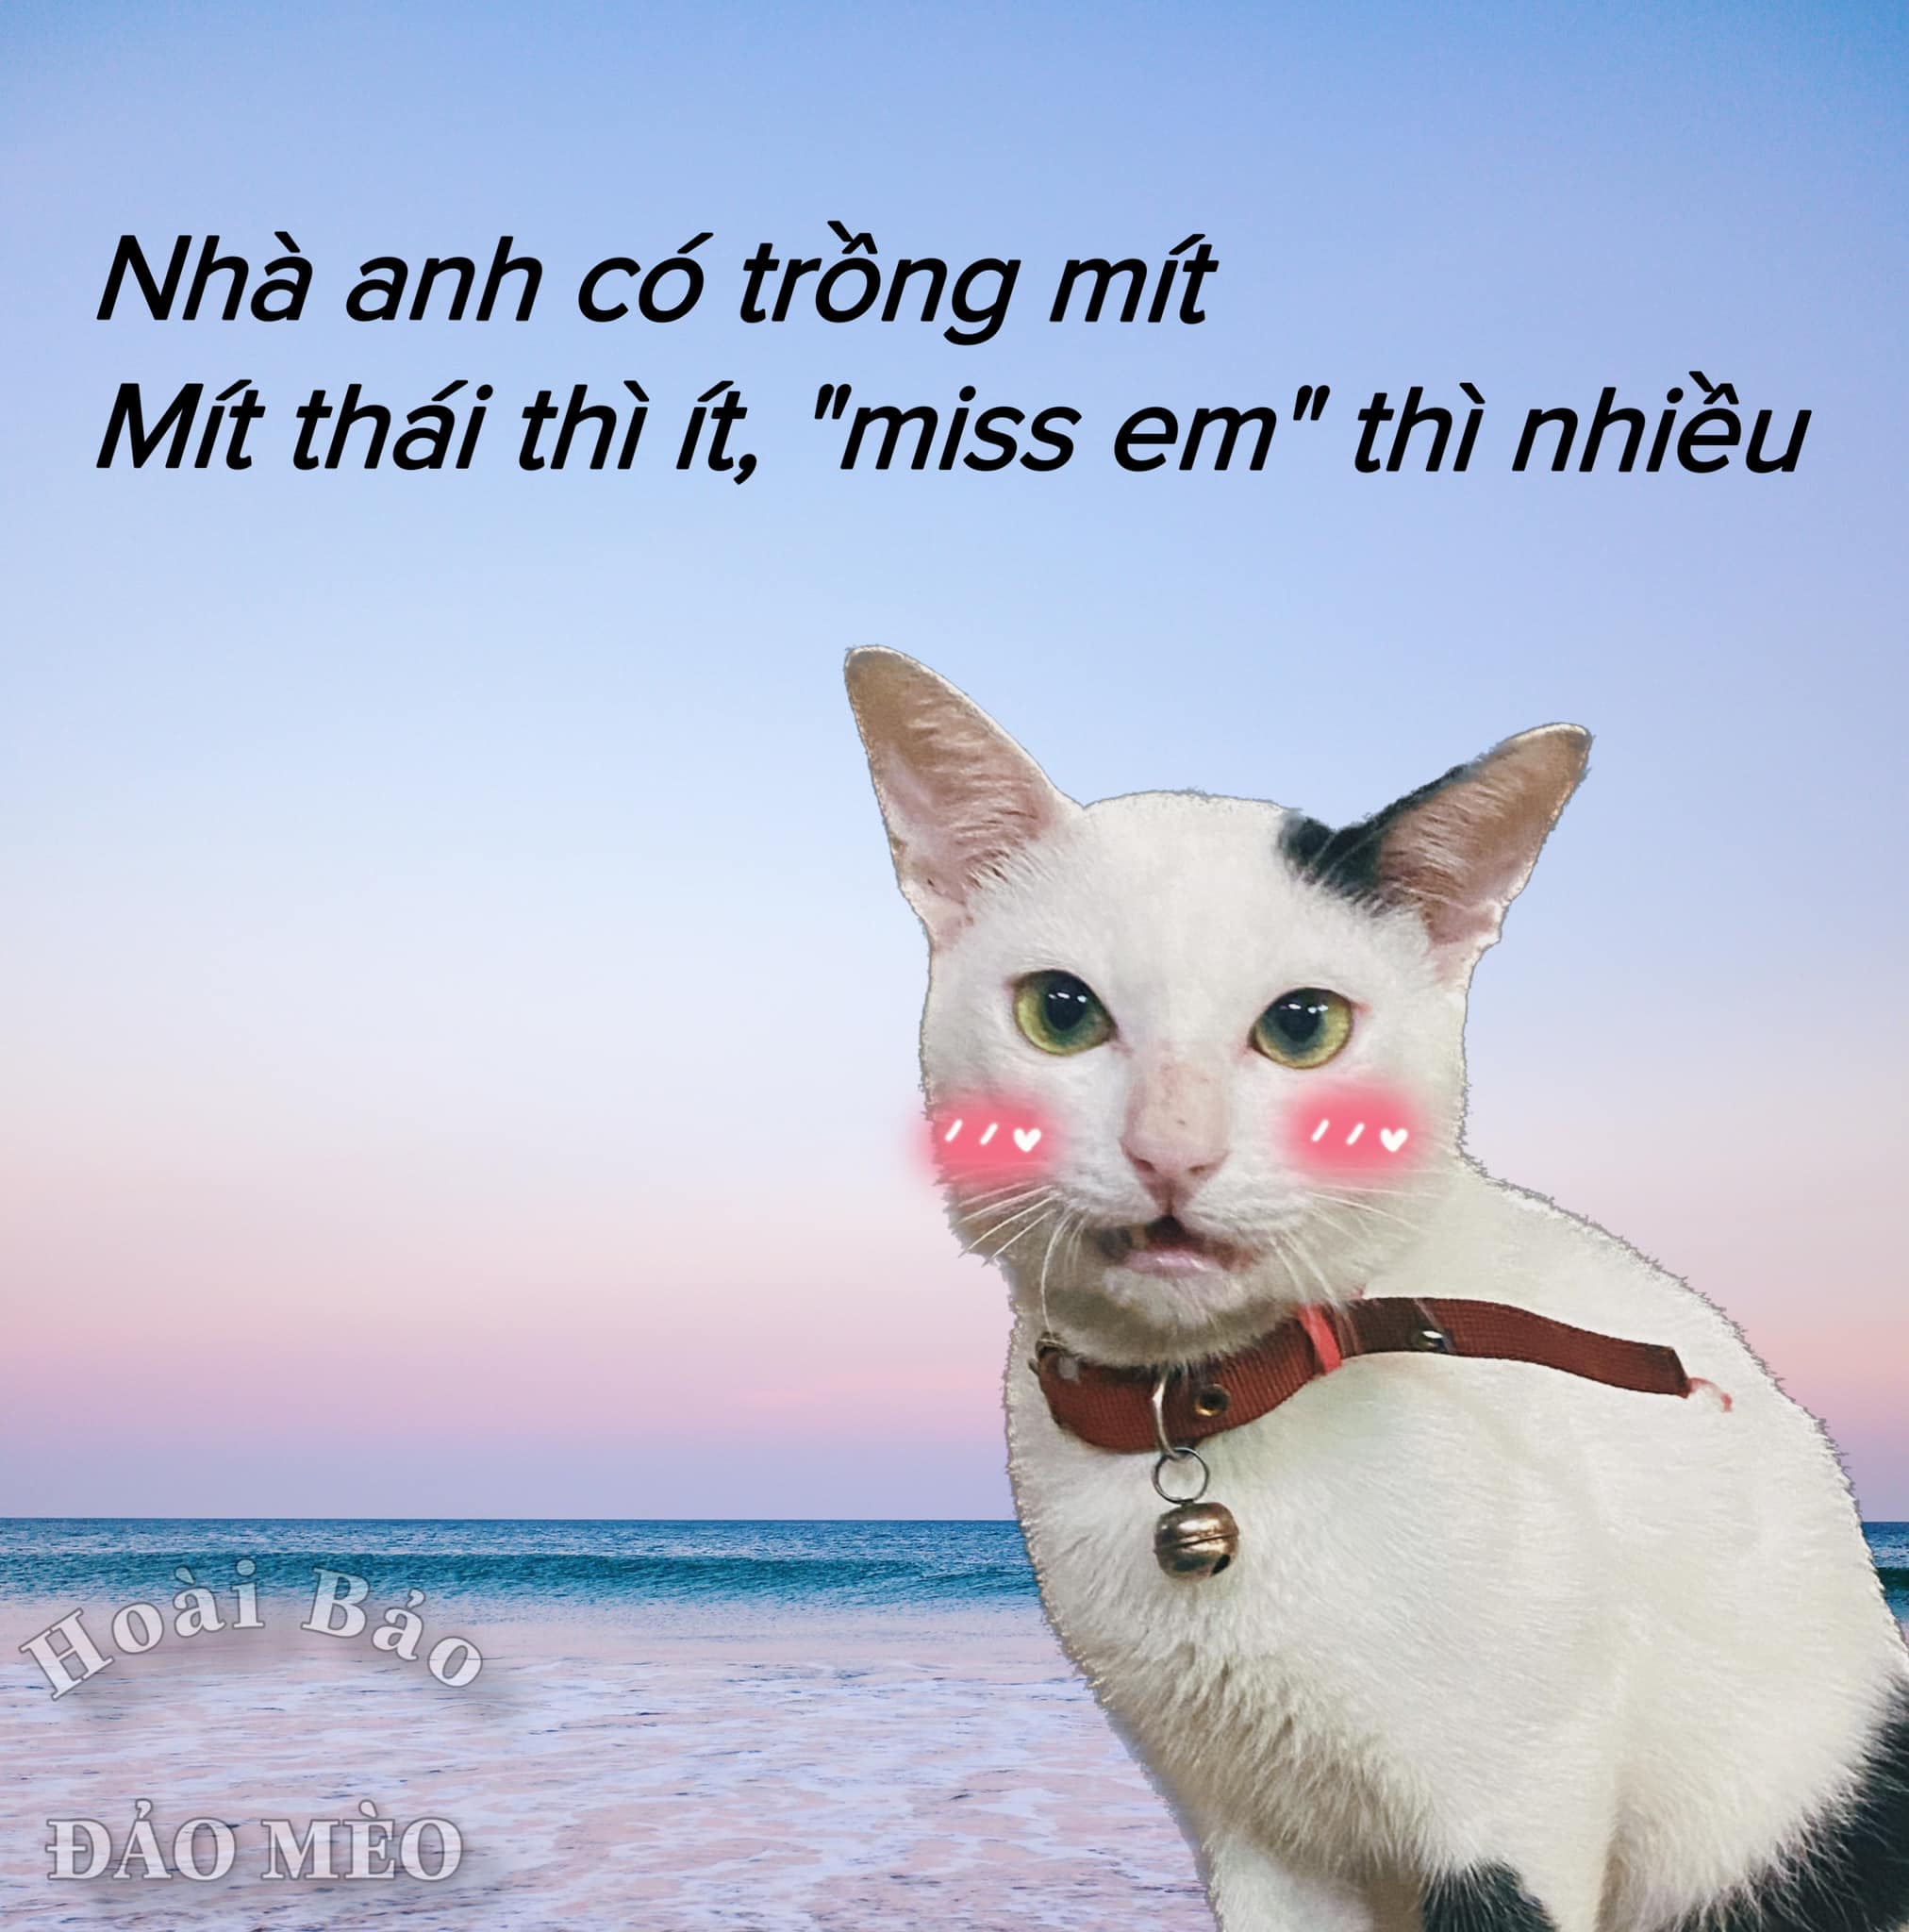 Nhà anh có trồng mít
Mít thái thì ít, "miss em" thì nhiều
Hoài Bảo
ĐẢO MÈO